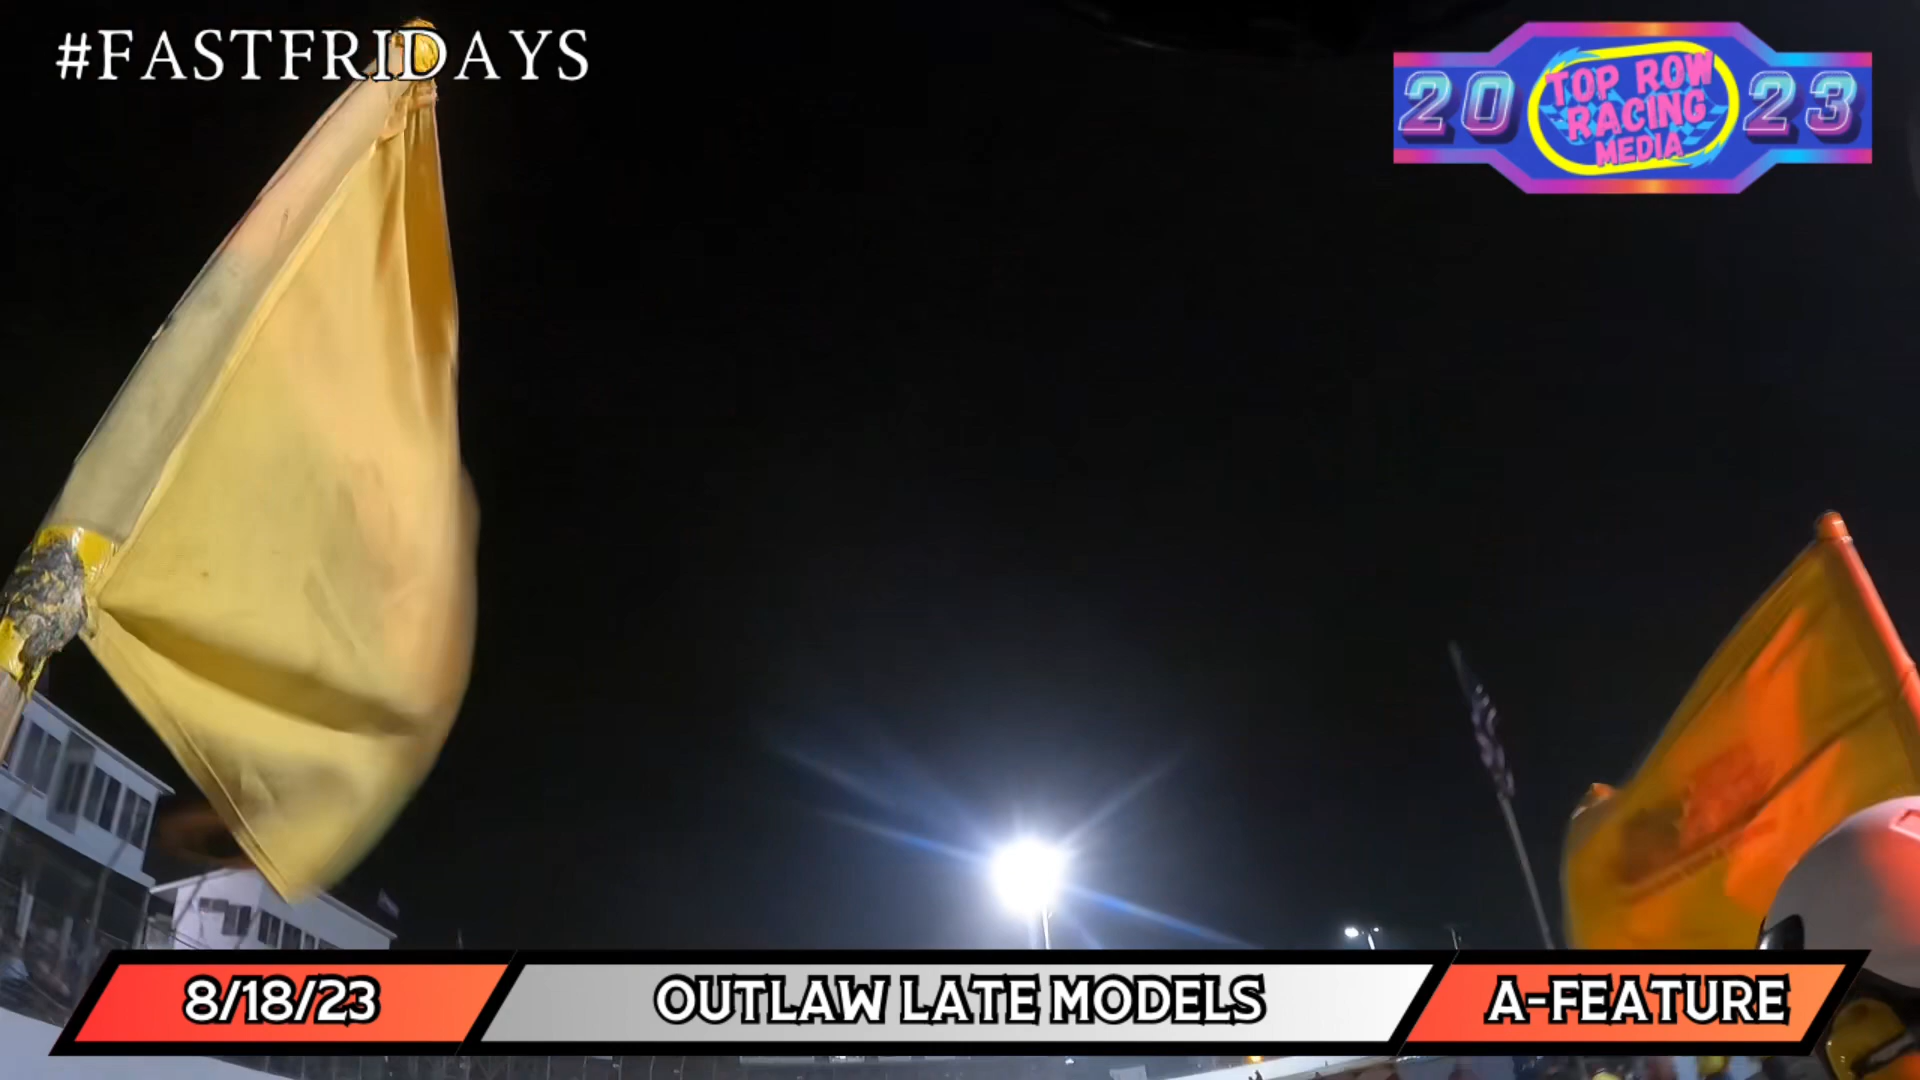 #FASTFRIDAYS
20 TOP ROW RACING MEDIA 23
8/18/23
OUTLAW LATE MODELS
A-FEATURE